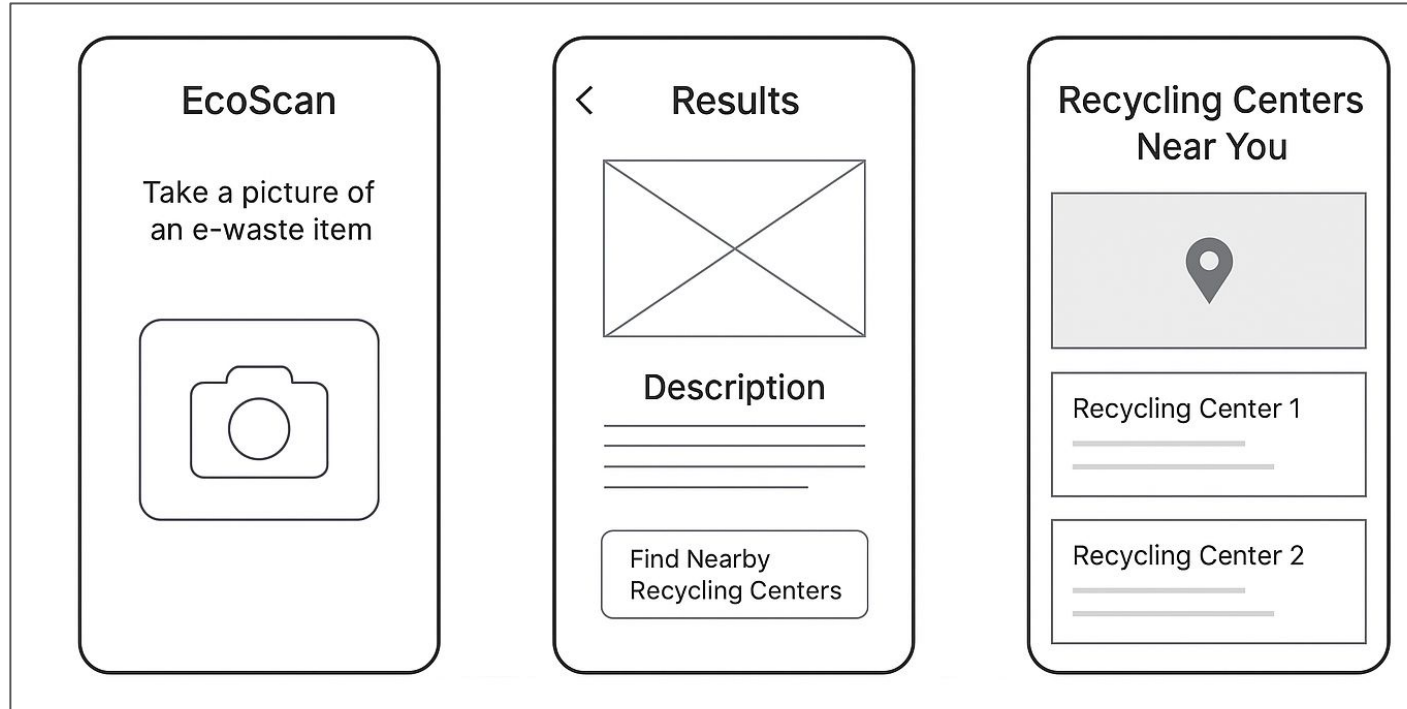 EcoScan
Take a picture of
an e-waste item
Results
Description
Find Nearby
Recycling Centers
Recycling Centers
Near You
Recycling Center 1
Recycling Center 2